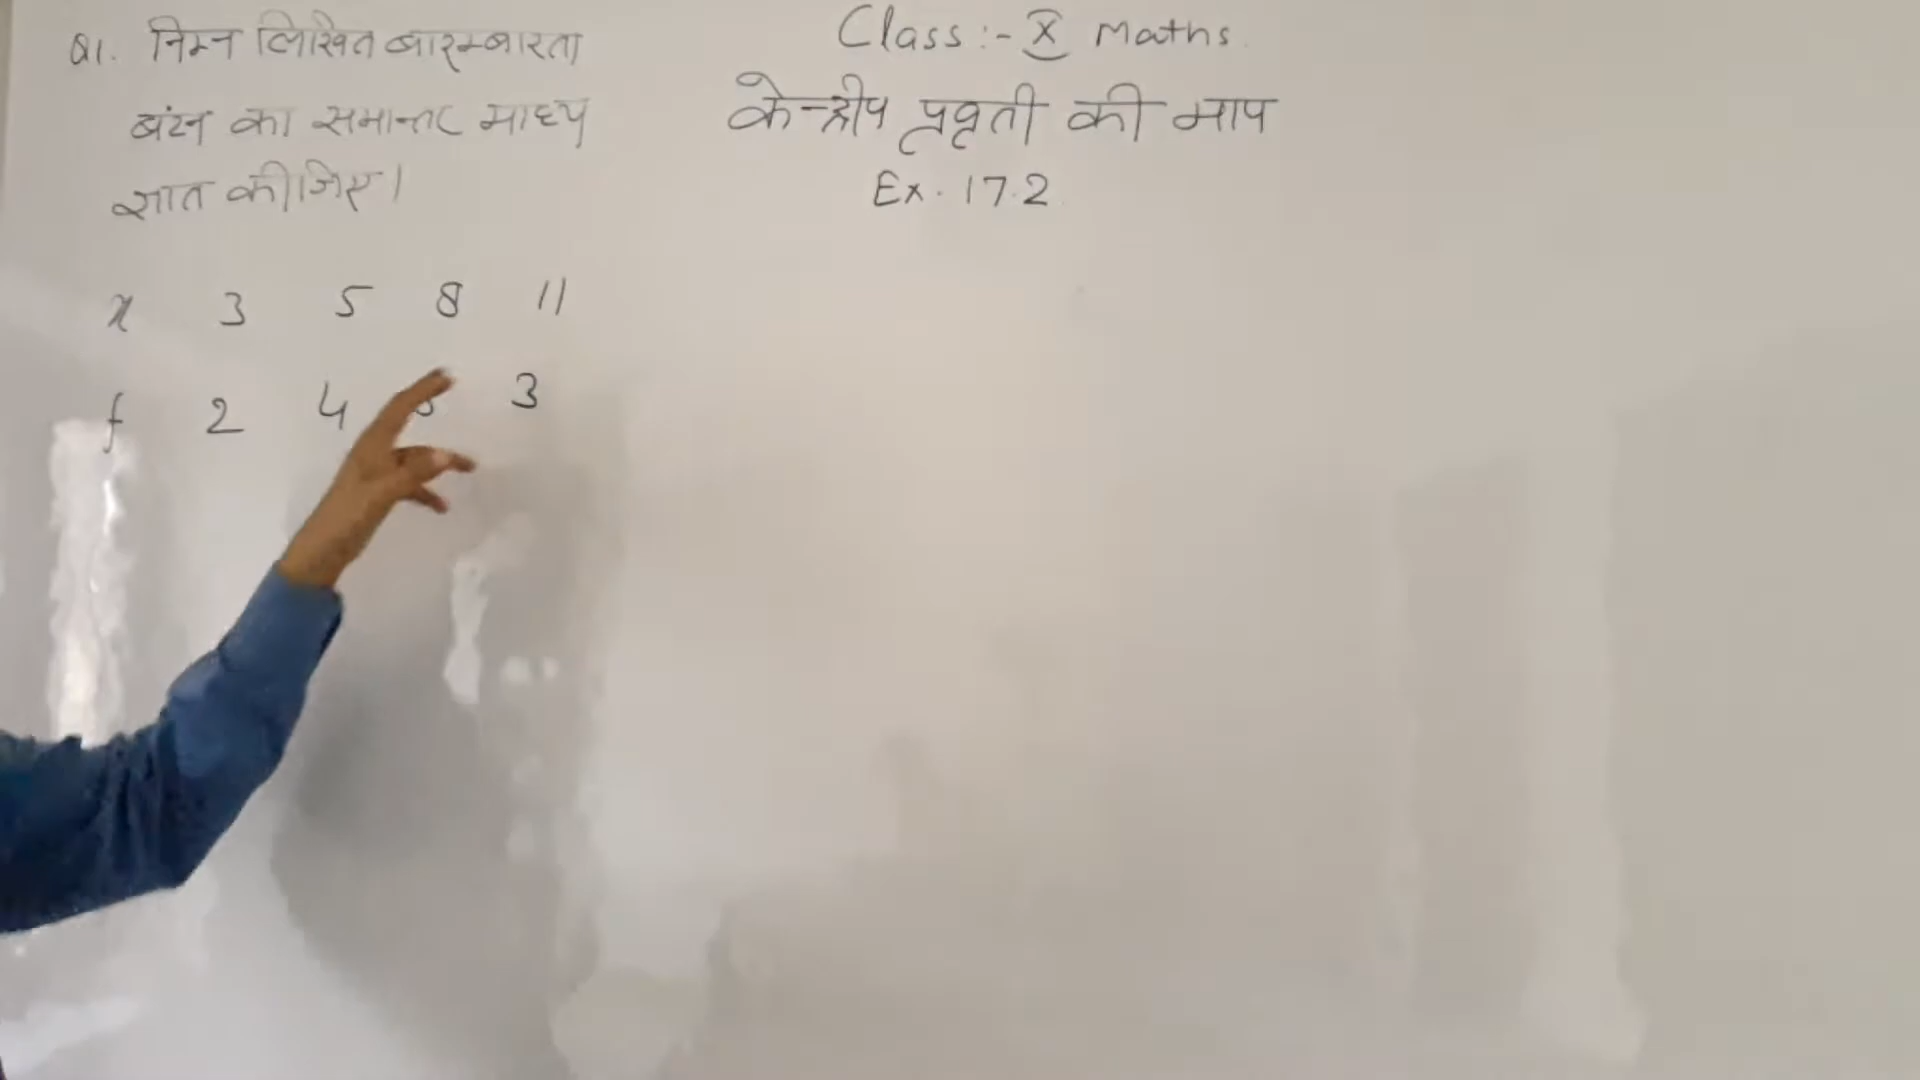 Q1. निम्न लिखित बारम्बारता
बंटन का समान्तर माध्य
ज्ञात कीजिए।
Class :- X Maths.
केन्द्रीय प्रवृती की माप
Ex. 17.2
x 3 5 8 11
f 2 4 3